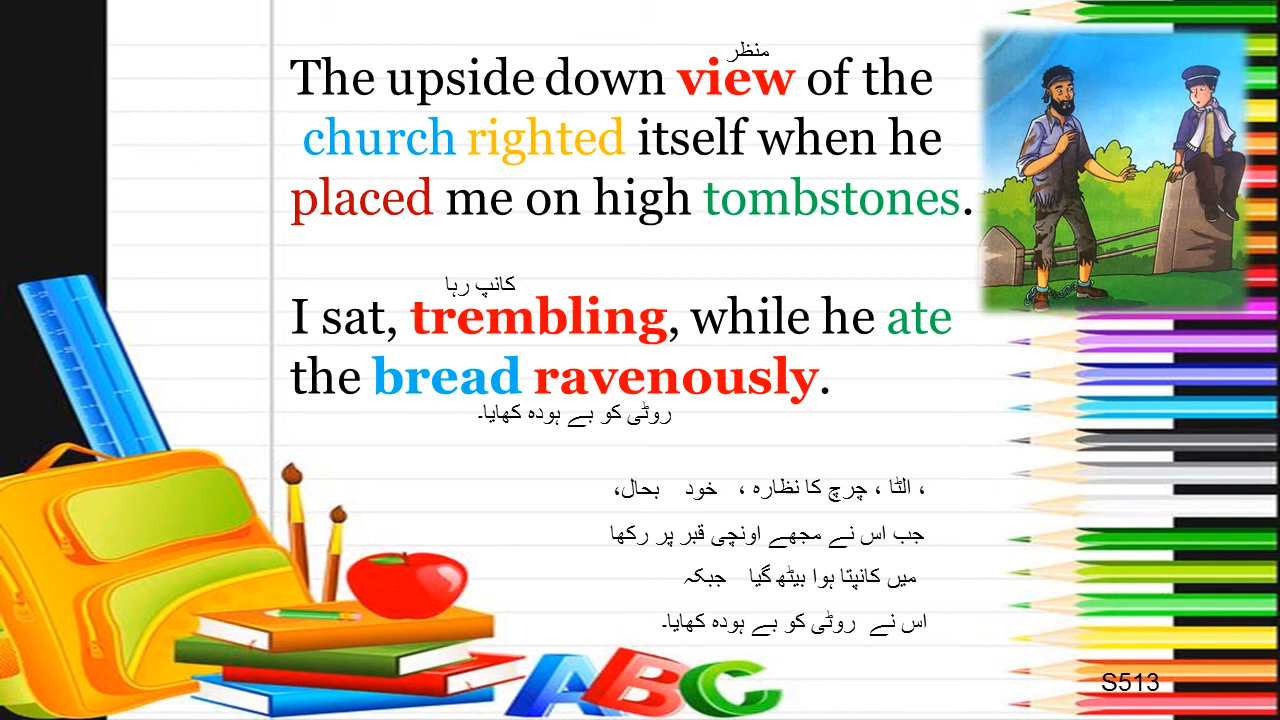 منظر
The upside down view of the
church righted itself when he
placed me on high tombstones.
کانپ رہا
I sat, trembling, while he ate
the bread ravenously.
روٹی کو بے ہودہ کھایا۔
، الٹا ، چرچ کا نظارہ ، خود بحال،
جب اس نے مجھے اونچی قبر پر رکھا
میں کانپتا ہوا بیٹھ گیا جبکہ
اس نے روٹی کو بے ہودہ کھایا۔
ABC
S513